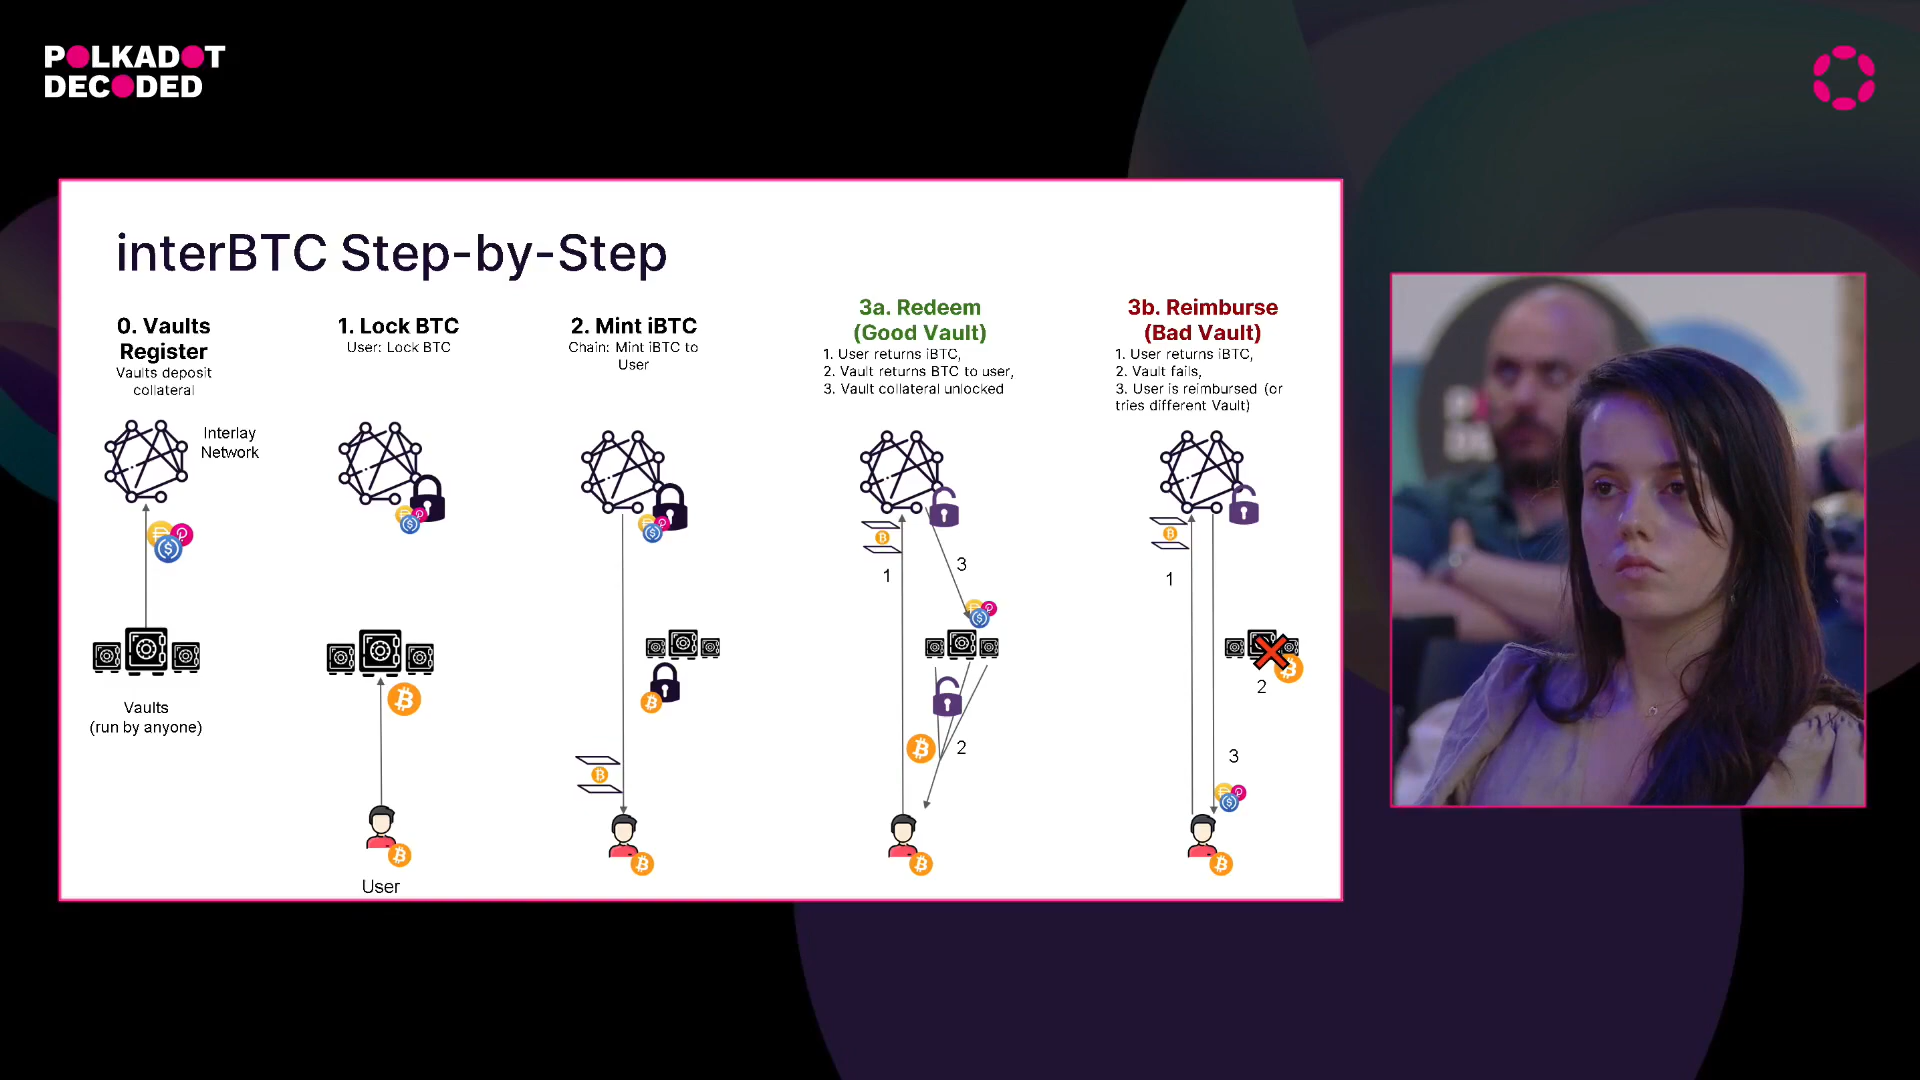 POLKADOT
DECODED
interBTC Step-by-Step
0. Vaults
Register
Vaults deposit
collateral
Interlay
Network
Vaults
(run by anyone)
1. Lock BTC
User: Lock BTC
User
2. Mint iBTC
Chain: Mint iBTC to
User
3a. Redeem
(Good Vault)
1. User returns iBTC,
2. Vault returns BTC to user,
3. Vault collateral unlocked
1
3
2
3b. Reimburse
(Bad Vault)
1. User returns iBTC,
2. Vault fails,
3. User is reimbursed (or
tries different Vault)
1
2
3